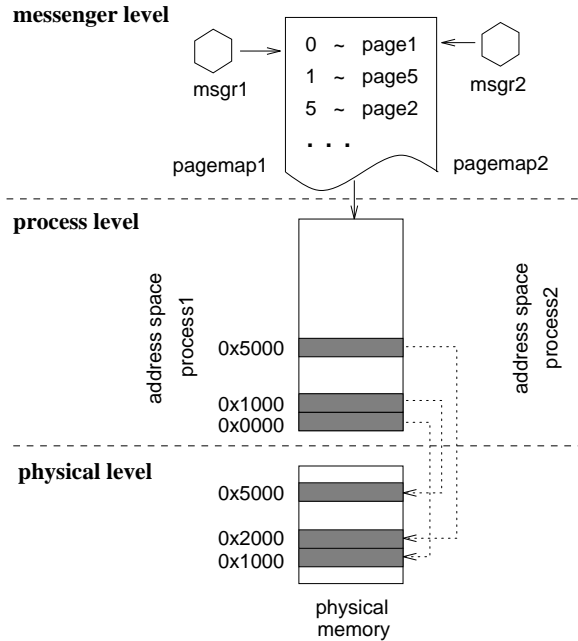 messenger level
0 ~ page1
1 ~ page5
5 ~ page2
. . .
msgr1
msgr2
pagemap1
pagemap2
process level
address space
process1
0x5000
0x1000
0x0000
address space
process2
physical level
0x5000
0x2000
0x1000
physical
memory